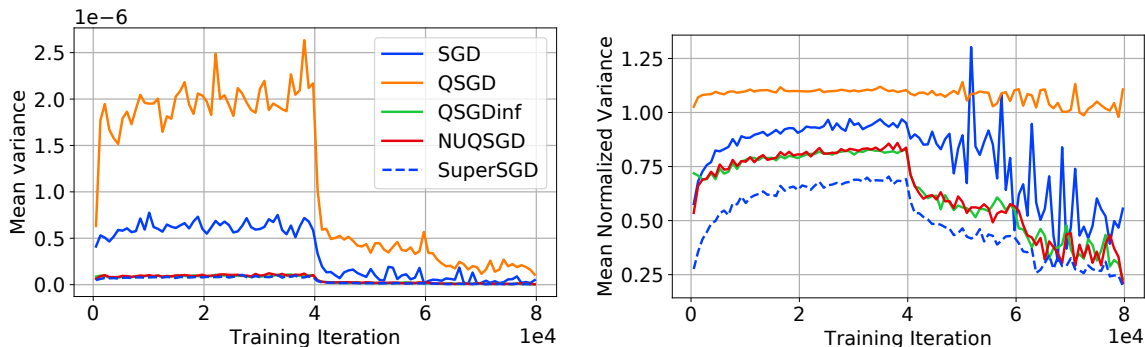 1e−6
Mean variance
2.5
2.0
1.5
1.0
0.5
0.0
SGD
QSGD
QSGDinf
NUQSGD
SuperSGD
0 2 4 6 8
Training Iteration
1e4
Mean Normalized Variance
1.25
1.00
0.75
0.50
0.25
0 2 4 6 8
Training Iteration
1e4